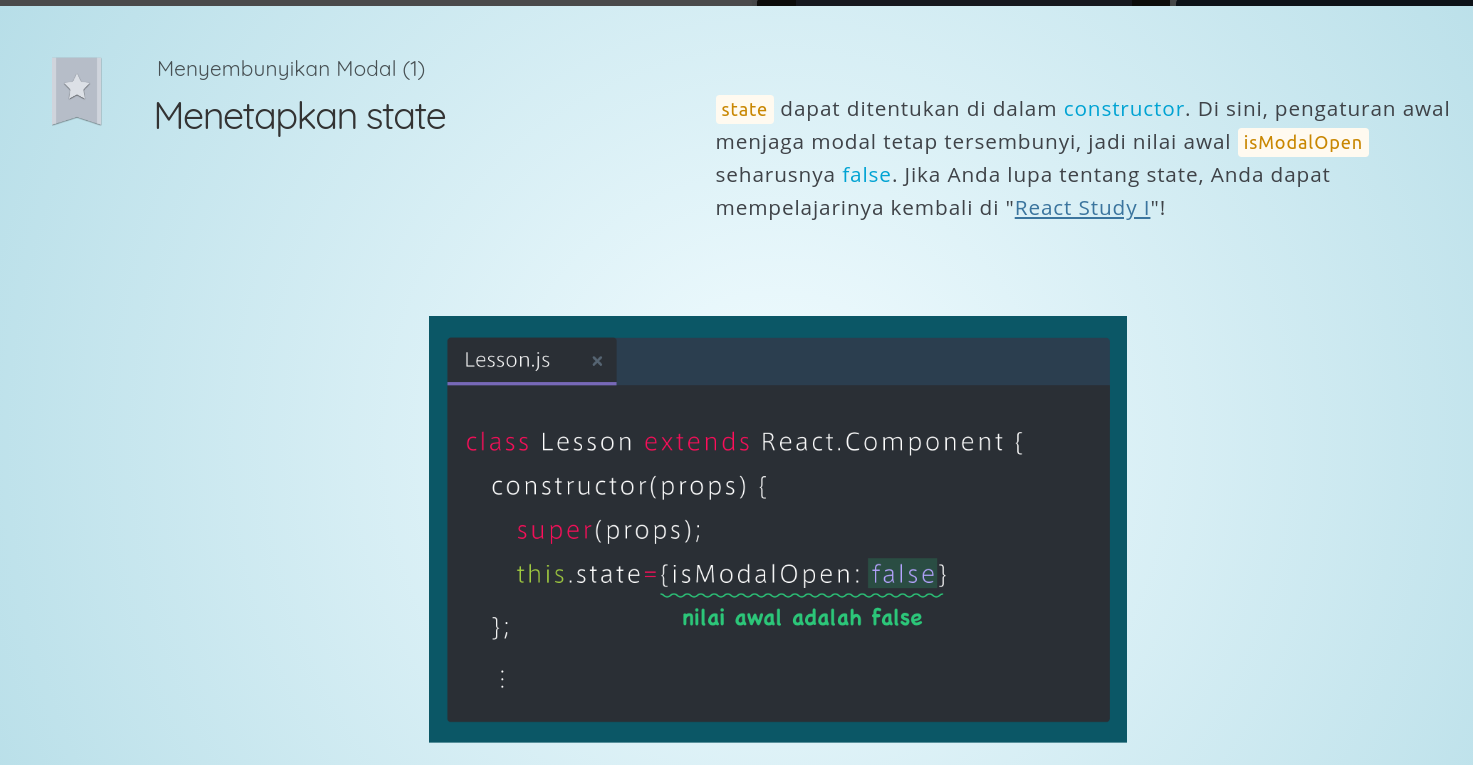 Menyembunyikan Modal (1)
Menetapkan state
state dapat ditentukan di dalam constructor. Di sini, pengaturan awal
menjaga modal tetap tersembunyi, jadi nilai awal isModalOpen
seharusnya false. Jika Anda lupa tentang state, Anda dapat
mempelajarinya kembali di "React Study I"!
Lesson.js ×
class Lesson extends React.Component {
constructor(props) {
super(props);
this.state={isModalOpen: false}
nilai awal adalah false
};
⋮